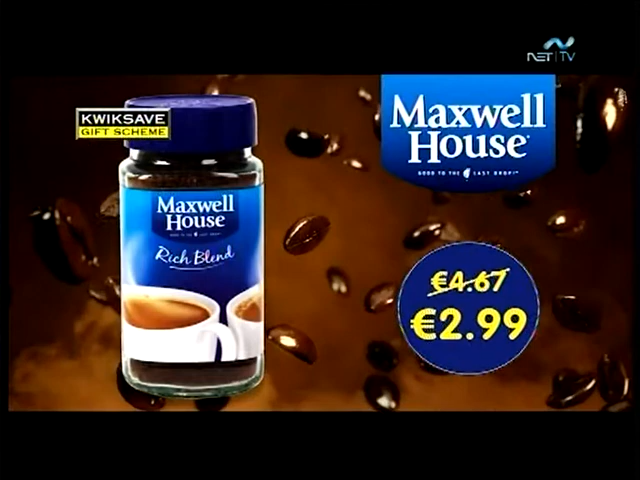 NET|TV
KWIKSAVE
GIFT SCHEME
Maxwell
House
GOOD TO THE LAST DROP!
Maxwell
House
Rich Blend
€4.67
€2.99